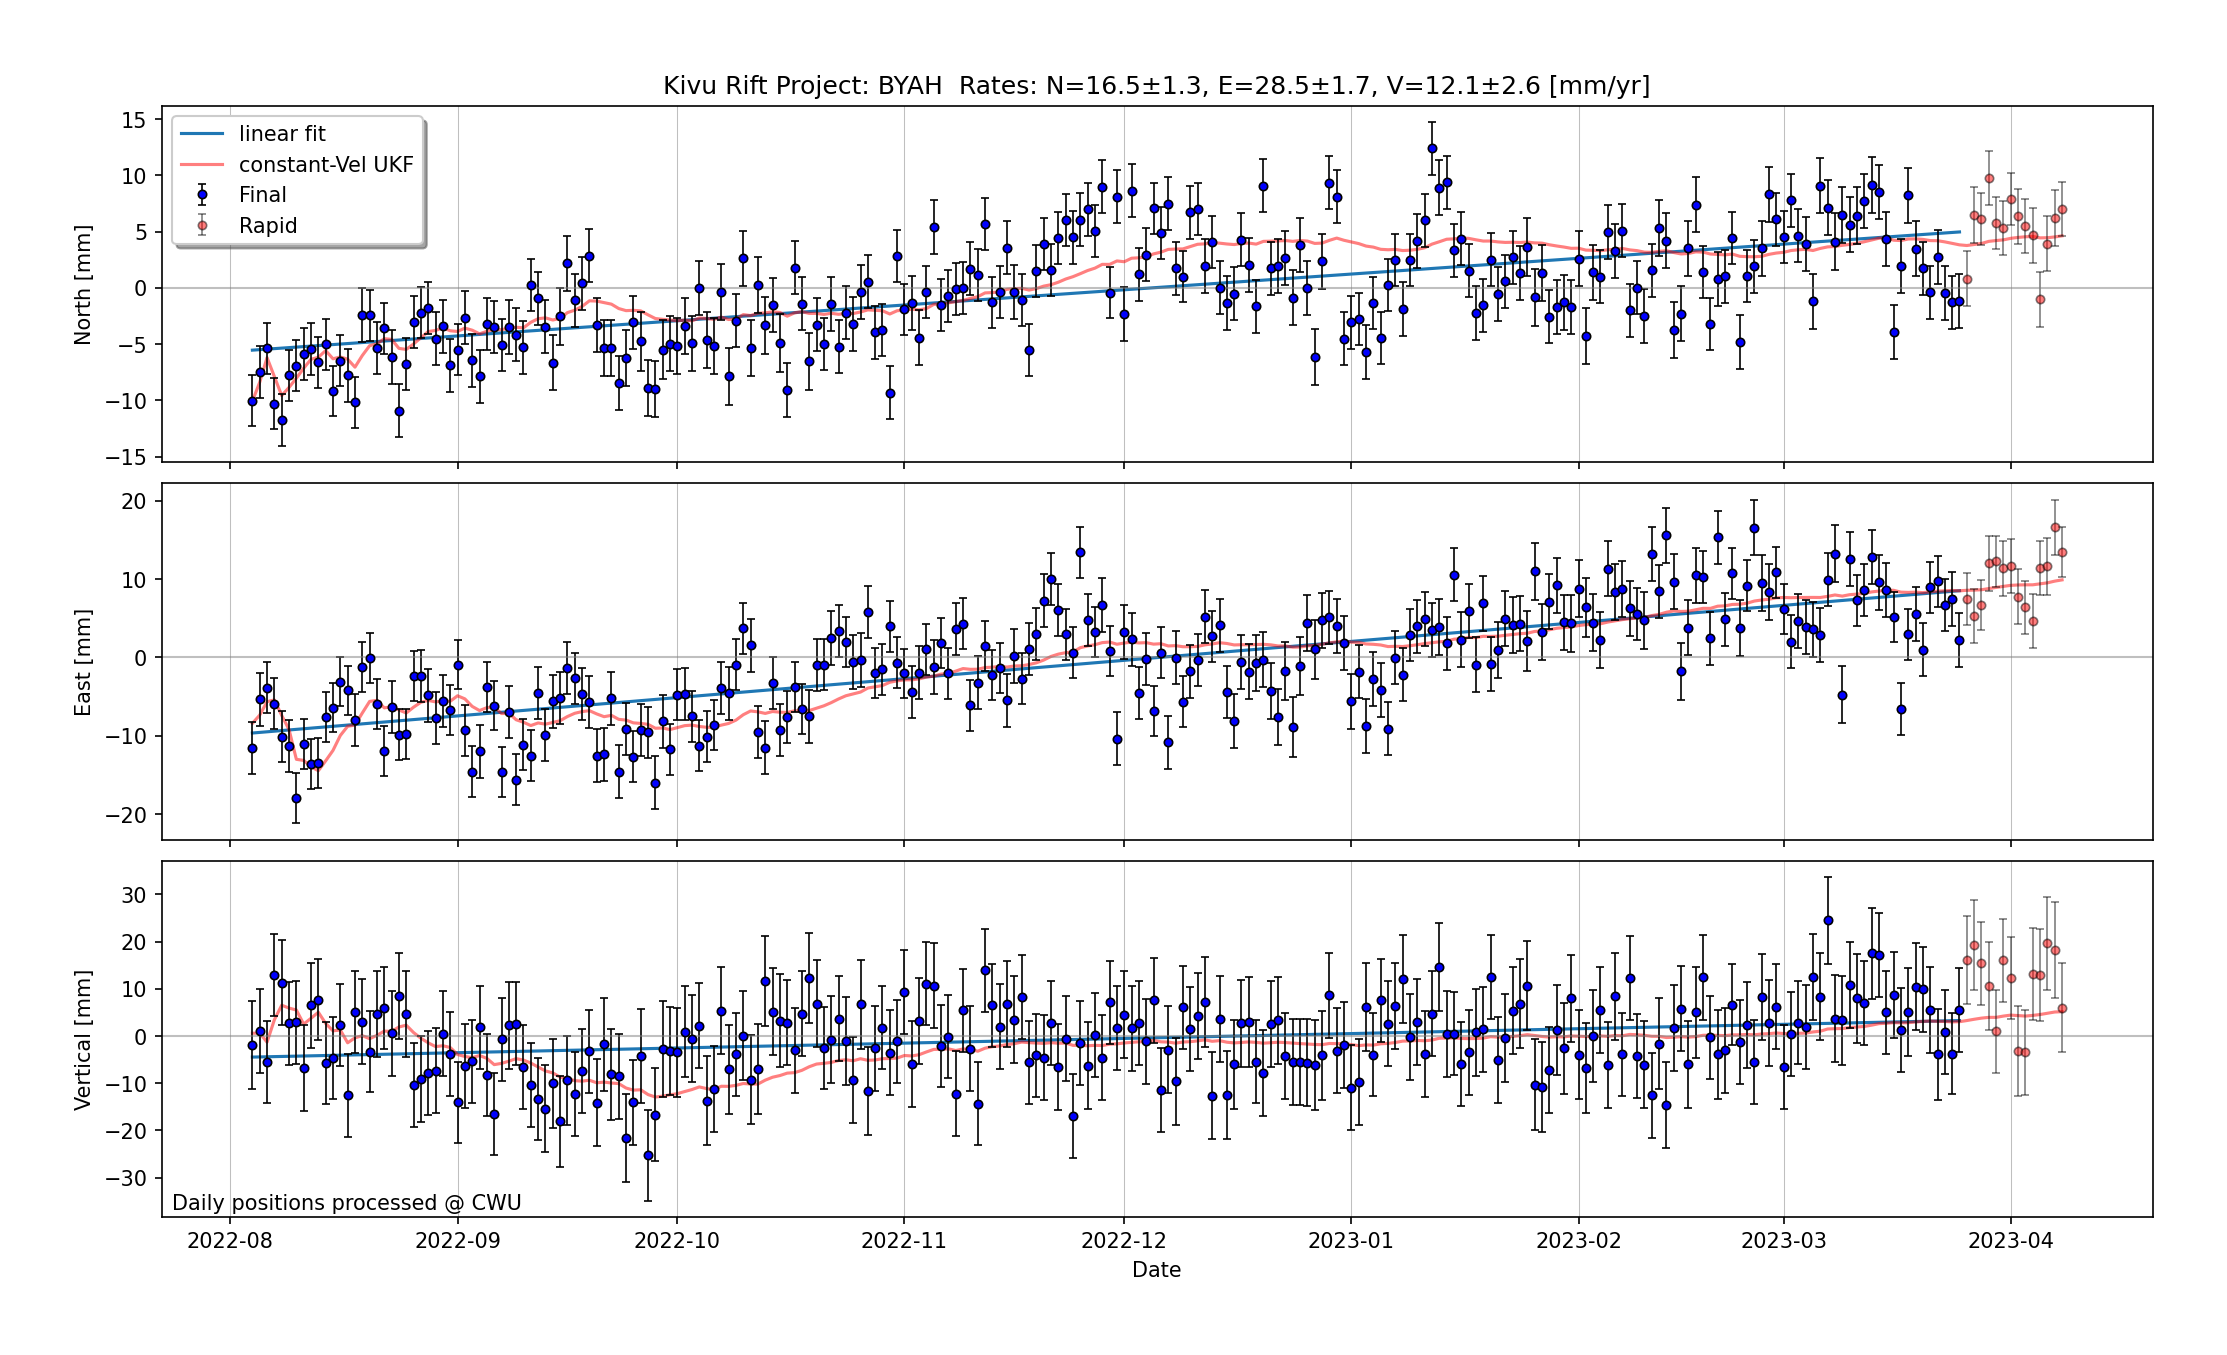 Kivu Rift Project: BYAH  Rates: N=16.5±1.3, E=28.5±1.7, V=12.1±2.6 [mm/yr]
linear fit
constant-Vel UKF
Final
Rapid
15
10
5
0
−5
−10
−15
North [mm]
20
10
0
−10
−20
East [mm]
30
20
10
0
−10
−20
−30
Vertical [mm]
Daily positions processed @ CWU
2022-08 2022-09 2022-10 2022-11 2022-12 2023-01 2023-02 2023-03 2023-04
Date